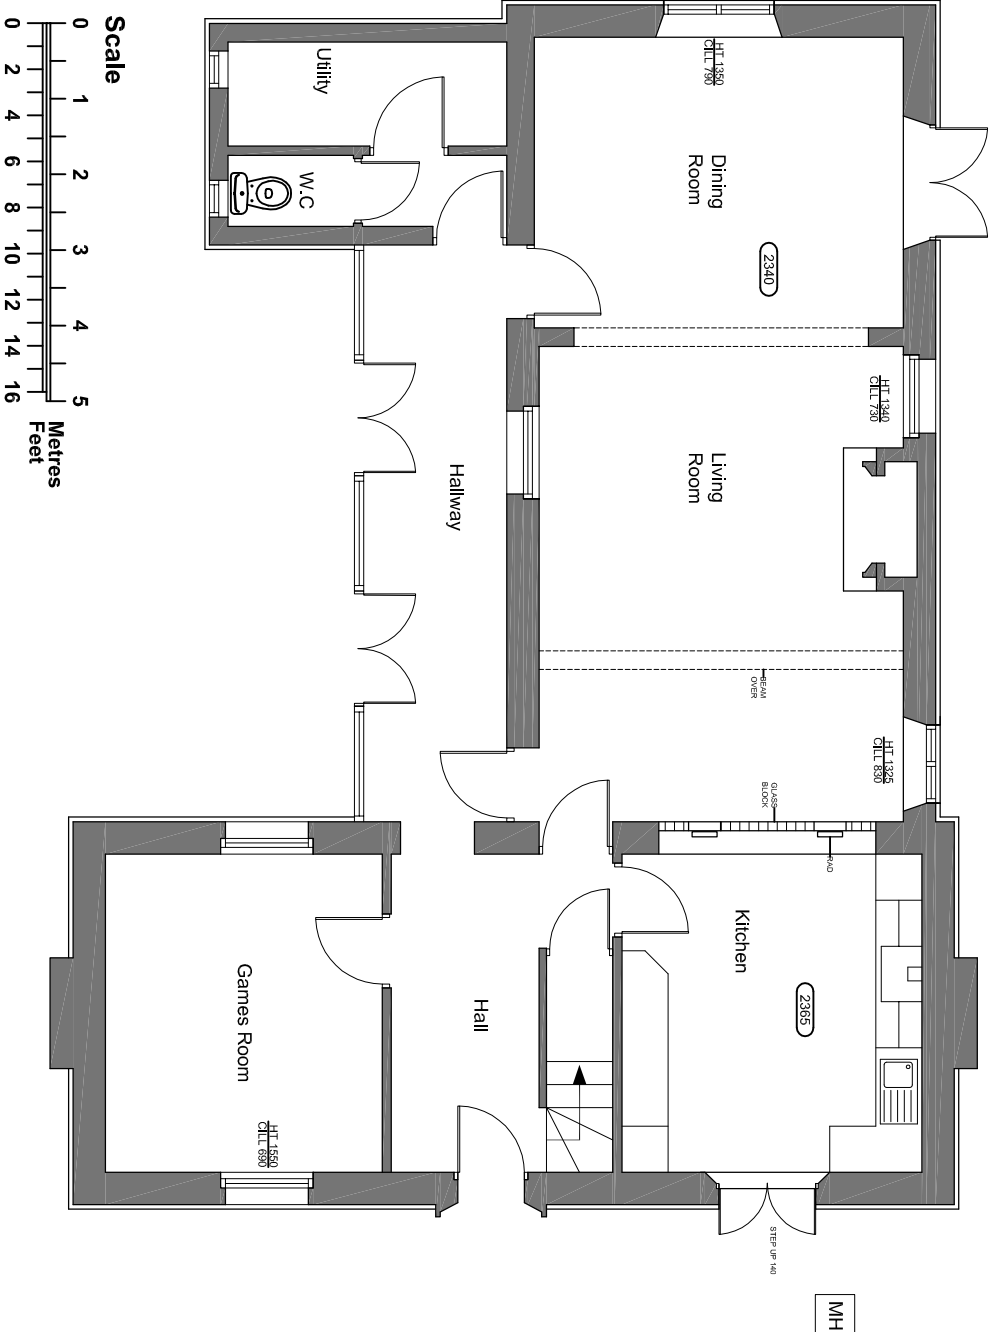 Scale
0 1 2 3 4 5 Metres
0 2 4 6 8 10 12 14 16 Feet
Utility
W.C
HT 1350
CILL 790
Dining
Room
2340
HT 1340
CILL 730
Living
Room
Hallway
BEAM
OVER
HT 1325
CILL 830
GLASS
BLOCK
RAD
Kitchen
2365
Hall
Games Room
HT 1550
CILL 690
STEP UP 140
MH